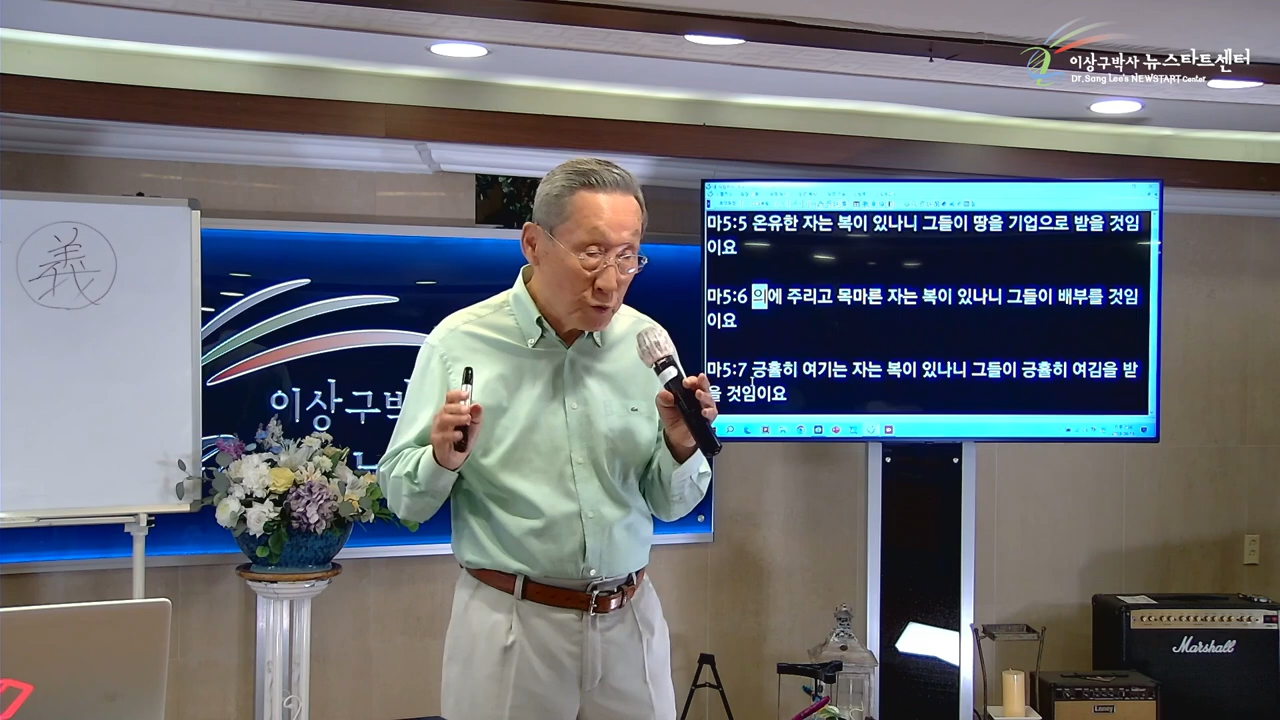 이상구박사 뉴스타트센터
Dr. Sang Lee's NEWSTART Center
義
이상구박
마5:5 온유한 자는 복이 있나니 그들이 땅을 기업으로 받을 것임
이요
마5:6 의에 주리고 목마른 자는 복이 있나니 그들이 배부를 것임
이요
마5:7 긍휼히 여기는 자는 복이 있나니 그들이 긍휼히 여김을 받
을 것임이요
Marshall
Laney